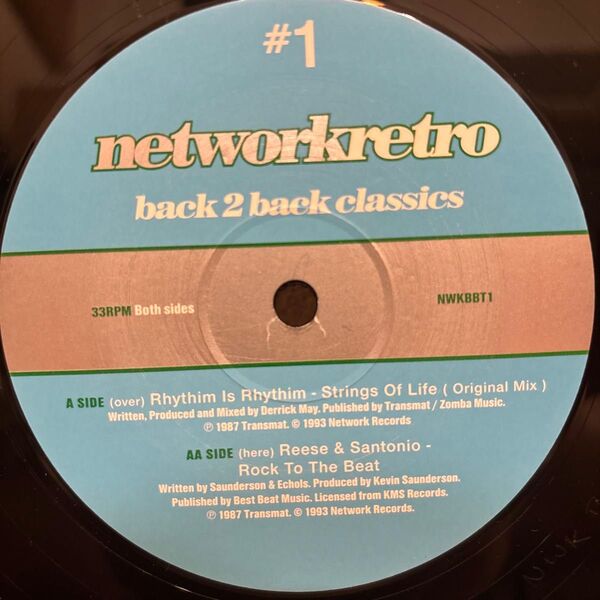 #1
networkretro
back 2 back classics
33RPM Both sides
NWKBBT1
A SIDE (over) Rhythim Is Rhythim - Strings Of Life ( Original Mix )
Written, Produced and Mixed by Derrick May. Published by Transmat / Zomba Music.
℗ 1987 Transmat. © 1993 Network Records
AA SIDE (here) Reese & Santonio -
Rock To The Beat
Written by Saunderson & Echols. Produced by Kevin Saunderson.
Published by Best Beat Music. Licensed from KMS Records.
℗ 1987 Transmat. © 1993 Network Records.
NWK